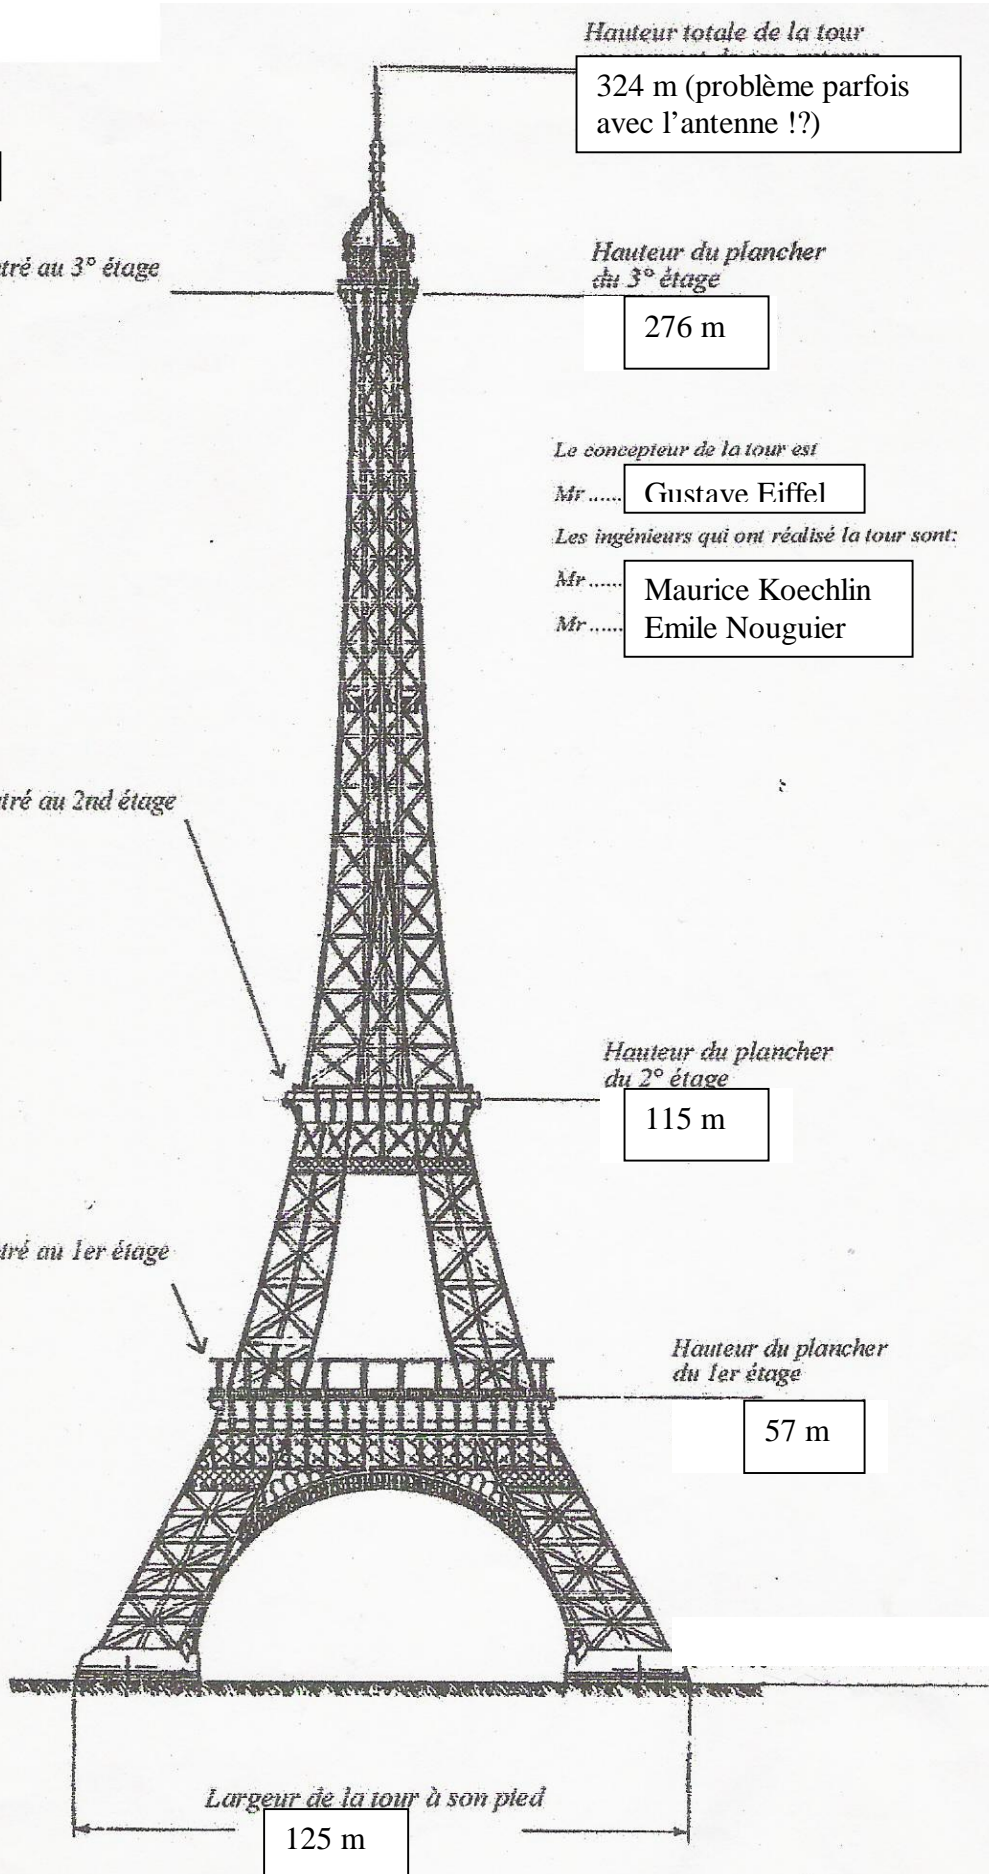 Hauteur totale de la tour
324 m (problème parfois
avec l'antenne !?)
tré au 3° étage
Hauteur du plancher
du 3° étage
276 m
Le concepteur de la tour est
Mr ...... Gustave Eiffel
Les ingénieurs qui ont réalisé la tour sont:
Mr ...... Maurice Koechlin
Mr ...... Emile Nouguier
tré au 2nd étage
Hauteur du plancher
du 2° étage
115 m
tré au 1er étage
Hauteur du plancher
du 1er étage
57 m
Largeur de la tour à son pied
125 m